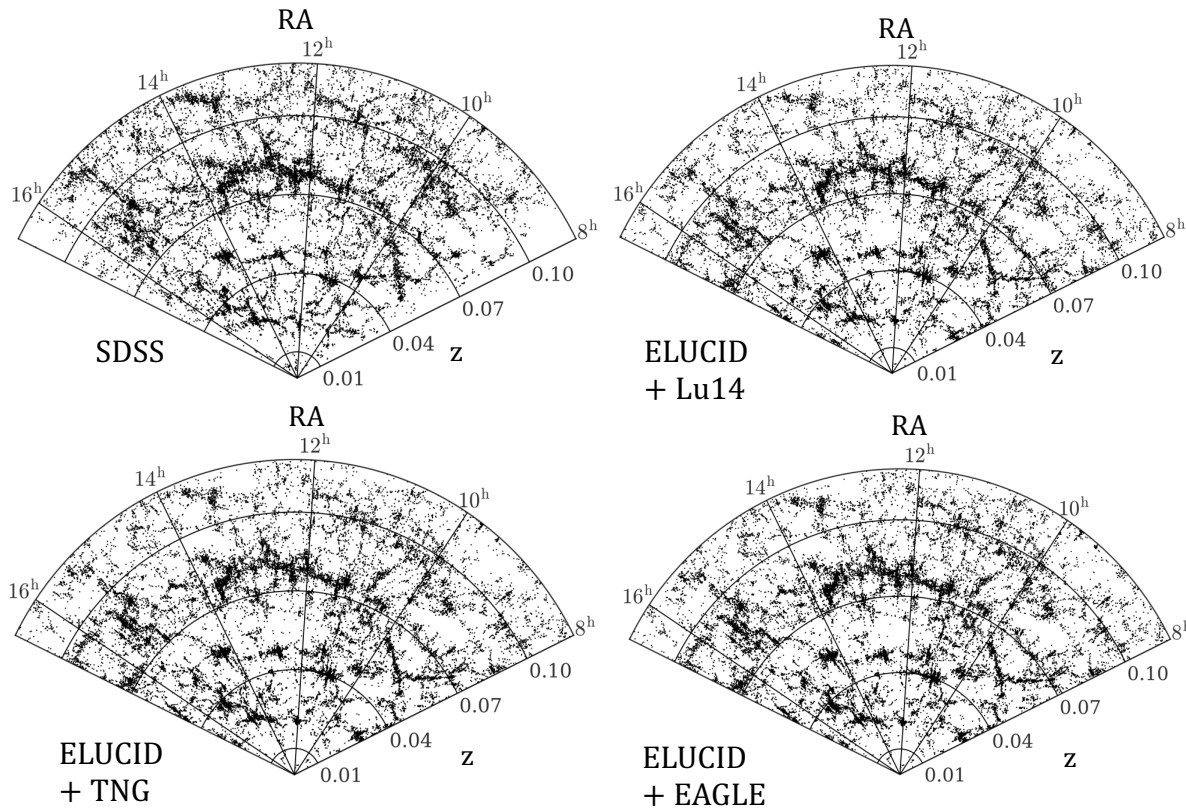 RA
12h
14h
10h
16h
8h
0.10
0.07
0.04
0.01
z
SDSS
RA
12h
14h
10h
16h
8h
0.10
0.07
0.04
0.01
z
ELUCID
+ Lu14
RA
12h
14h
10h
16h
8h
0.10
0.07
0.04
0.01
z
ELUCID
+ TNG
RA
12h
14h
10h
16h
8h
0.10
0.07
0.04
0.01
z
ELUCID
+ EAGLE